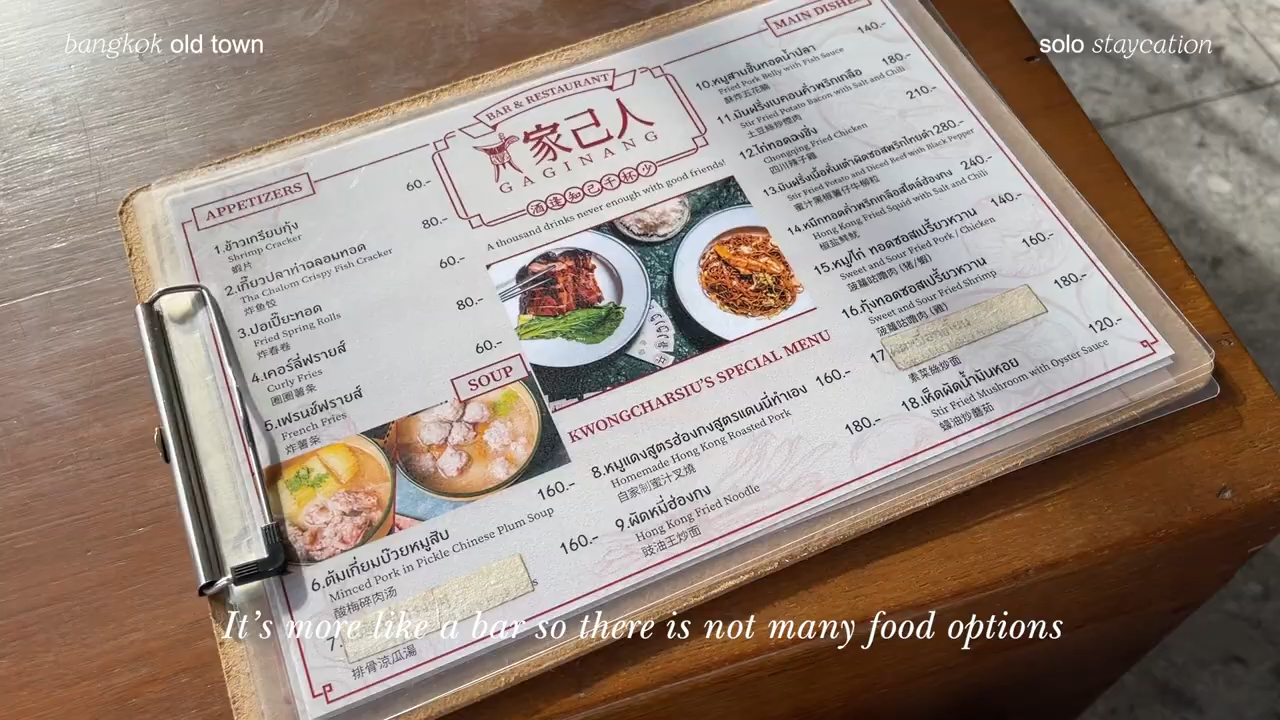 bangkok old town
solo staycation
BAR & RESTAURANT
家己人
GAGINANG
酒逢知己千杯少
A thousand drinks never enough with good friends!
APPETIZERS
1.ข้าวเกรียบกุ้ง 60.-
Shrimp Cracker
蝦片
2.เกี๊ยวปลาท่าฉลอมทอด 80.-
Tha Chalom Crispy Fish Cracker
炸魚饺
3.ปอเปี๊ยะทอด 60.-
Fried Spring Rolls
炸春卷
4.เคอร์ลี่ฟรายส์ 80.-
Curly Fries
圈圈薯条
5.เฟรนช์ฟรายส์ 60.-
French Fries
炸薯条
SOUP
6.ต้มเกี่ยมบ๊วยหมูสับ 160.-
Minced Pork in Pickle Chinese Plum Soup
酸梅碎肉汤
7. 160.-
排骨涼瓜湯
KWONGCHARSIU'S SPECIAL MENU
8.หมูแดงสูตรฮ่องกงสูตรแดนนี่ทำเอง 160.-
Homemade Hong Kong Roasted Pork
自家制蜜汁叉燒
9.ผัดหมี่ฮ่องกง 180.-
Hong Kong Fried Noodle
豉油王炒面
MAIN DISHES
10.หมูสามชั้นทอดน้ำปลา 140.-
Fried Pork Belly with Fish Sauce
酥炸五花腩
11.มันฝรั่งเบคอนคั่วพริกเกลือ 180.-
Stir Fried Potato Bacon with Salt and Chili
土豆絲炒煙肉
12.ไก่ทอดฉงชิ่ง 210.-
Chongqing Fried Chicken
四川辣子雞
13.มันฝรั่งเนื้อหั่นเต๋าผัดซอสพริกไทยดำ 280.-
Stir Fried Potato and Diced Beef with Black Pepper
蜜汁黑椒薯仔牛柳粒
14.หมึกทอดคั่วพริกเกลือสไตล์ฮ่องกง 240.-
Hong Kong Fried Squid with Salt and Chili
椒盐鲜鱿
15.หมู/ไก่ ทอดซอสเปรี้ยวหวาน 140.-
Sweet and Sour Fried Pork / Chicken
菠蘿咕嚕肉 (猪/蝦)
16.กุ้งทอดซอสเปรี้ยวหวาน 160.-
Sweet and Sour Fried Shrimp
菠蘿咕嚕肉 (雞)
17 180.-
素菜絲炒面
18.เห็ดผัดน้ำมันหอย 120.-
Stir Fried Mushroom with Oyster Sauce
蠔油炒蘑茹
It's more like a bar so there is not many food options